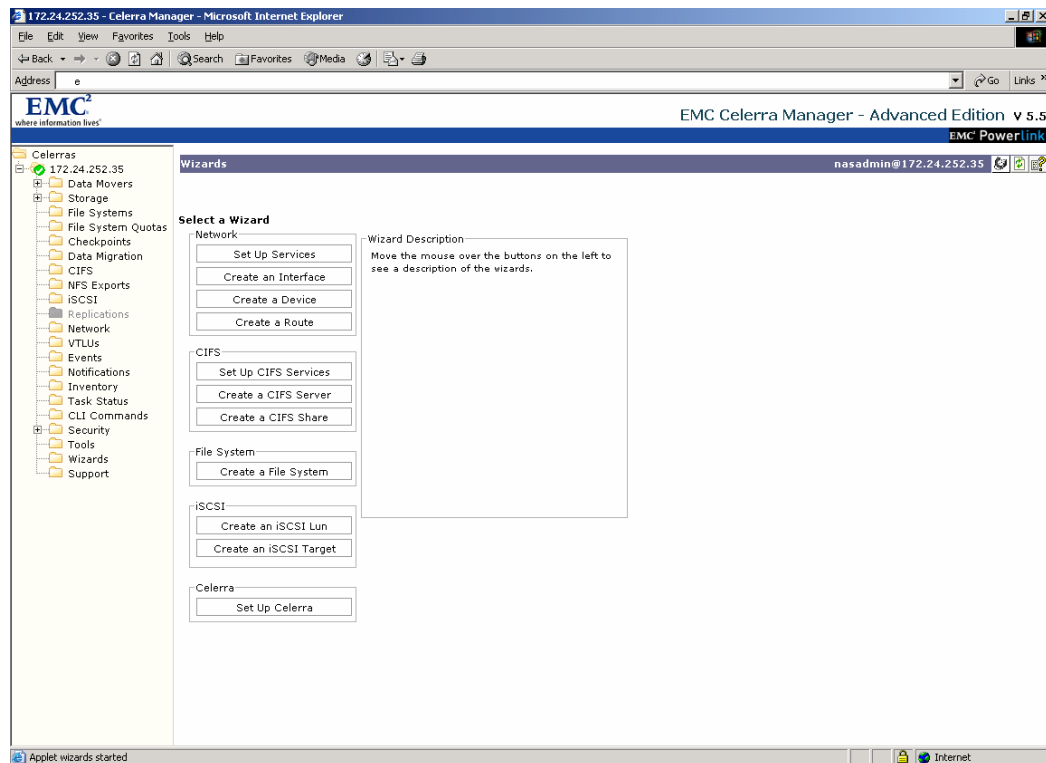 172.24.252.35 - Celerra Manager - Microsoft Internet Explorer
File Edit View Favorites Tools Help
Back Search Favorites Media
Address e Go Links »
EMC²
where information lives®
EMC Celerra Manager - Advanced Edition v 5.5
EMC² Powerlink
Celerras
172.24.252.35
Data Movers
Storage
File Systems
File System Quotas
Checkpoints
Data Migration
CIFS
NFS Exports
iSCSI
Replications
Network
VTLUs
Events
Notifications
Inventory
Task Status
CLI Commands
Security
Tools
Wizards
Support
Wizards nasadmin@172.24.252.35
Select a Wizard
Network
Set Up Services
Create an Interface
Create a Device
Create a Route
CIFS
Set Up CIFS Services
Create a CIFS Server
Create a CIFS Share
File System
Create a File System
iSCSI
Create an iSCSI Lun
Create an iSCSI Target
Celerra
Set Up Celerra
Wizard Description
Move the mouse over the buttons on the left to
see a description of the wizards.
Applet wizards started Internet